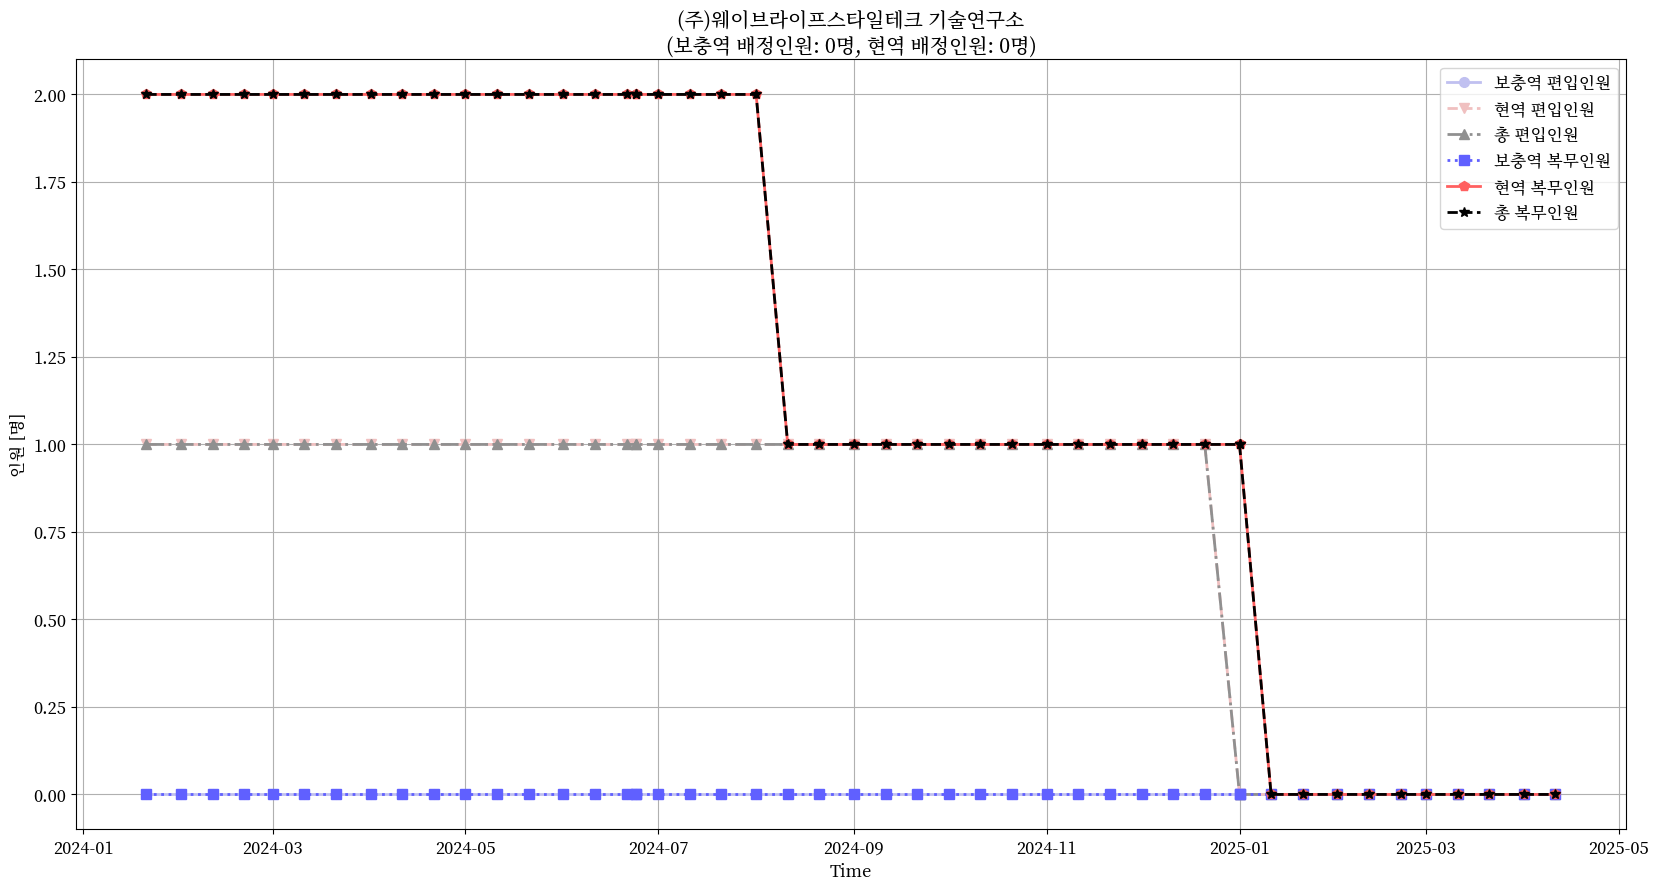 (주)웨이브라이프스타일테크 기술연구소
(보충역 배정인원: 0명, 현역 배정인원: 0명)
보충역 편입인원
현역 편입인원
총 편입인원
보충역 복무인원
현역 복무인원
총 복무인원
인원 [명]
2.00
1.75
1.50
1.25
1.00
0.75
0.50
0.25
0.00
2024-01 2024-03 2024-05 2024-07 2024-09 2024-11 2025-01 2025-03 2025-05
Time